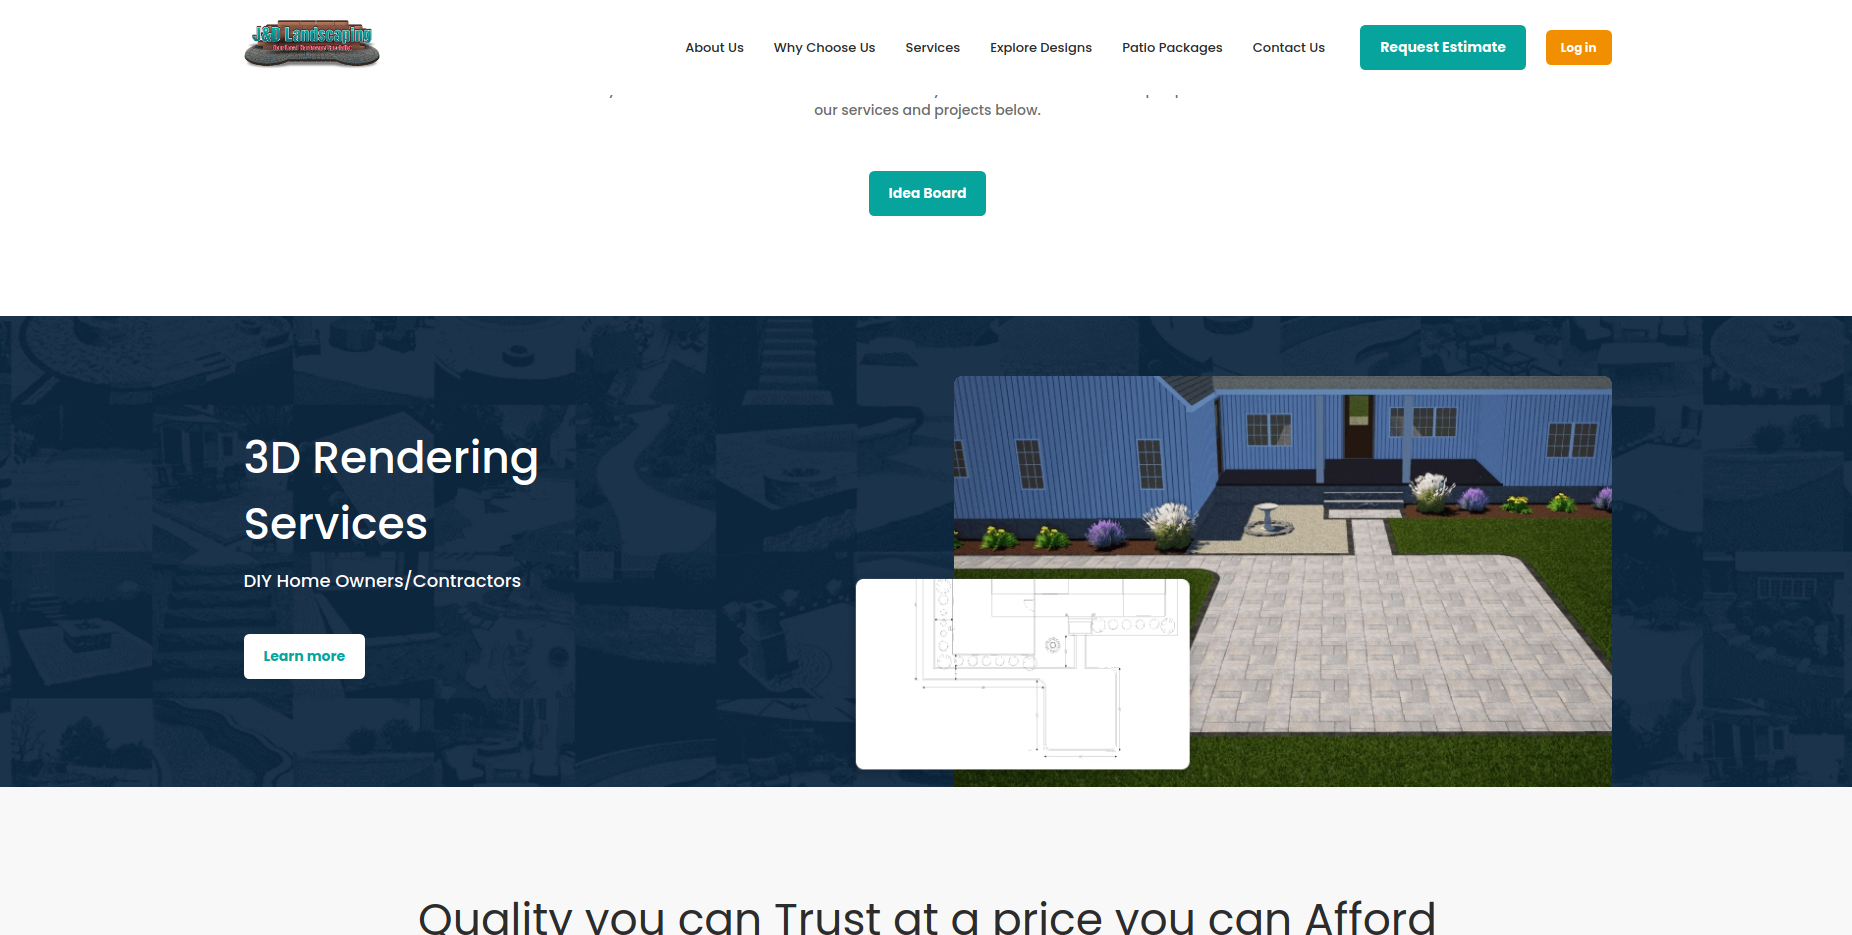 J&D Landscaping
About Us
Why Choose Us
Services
Explore Designs
Patio Packages
Contact Us
Request Estimate
Log in
our services and projects below.
Idea Board
3D Rendering
Services
DIY Home Owners/Contractors
Learn more
Quality you can Trust at a price you can Afford